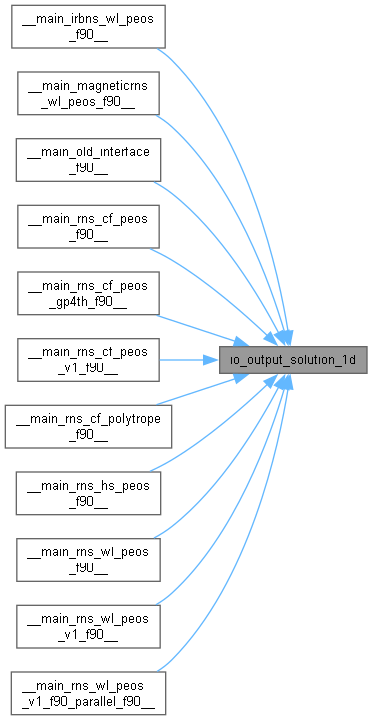 __main_irbns_wl_peos
_f90__
__main_magneticrns
_wl_peos_f90__
__main_old_interface
_f90__
__main_rns_cf_peos
_f90__
__main_rns_cf_peos
_gp4th_f90__
__main_rns_cf_peos
_v1_f90__
io_output_solution_1d
__main_rns_cf_polytrope
_f90__
__main_rns_hs_peos
_f90__
__main_rns_wl_peos
_f90__
__main_rns_wl_peos
_v1_f90__
__main_rns_wl_peos
_v1_f90_parallel_f90__